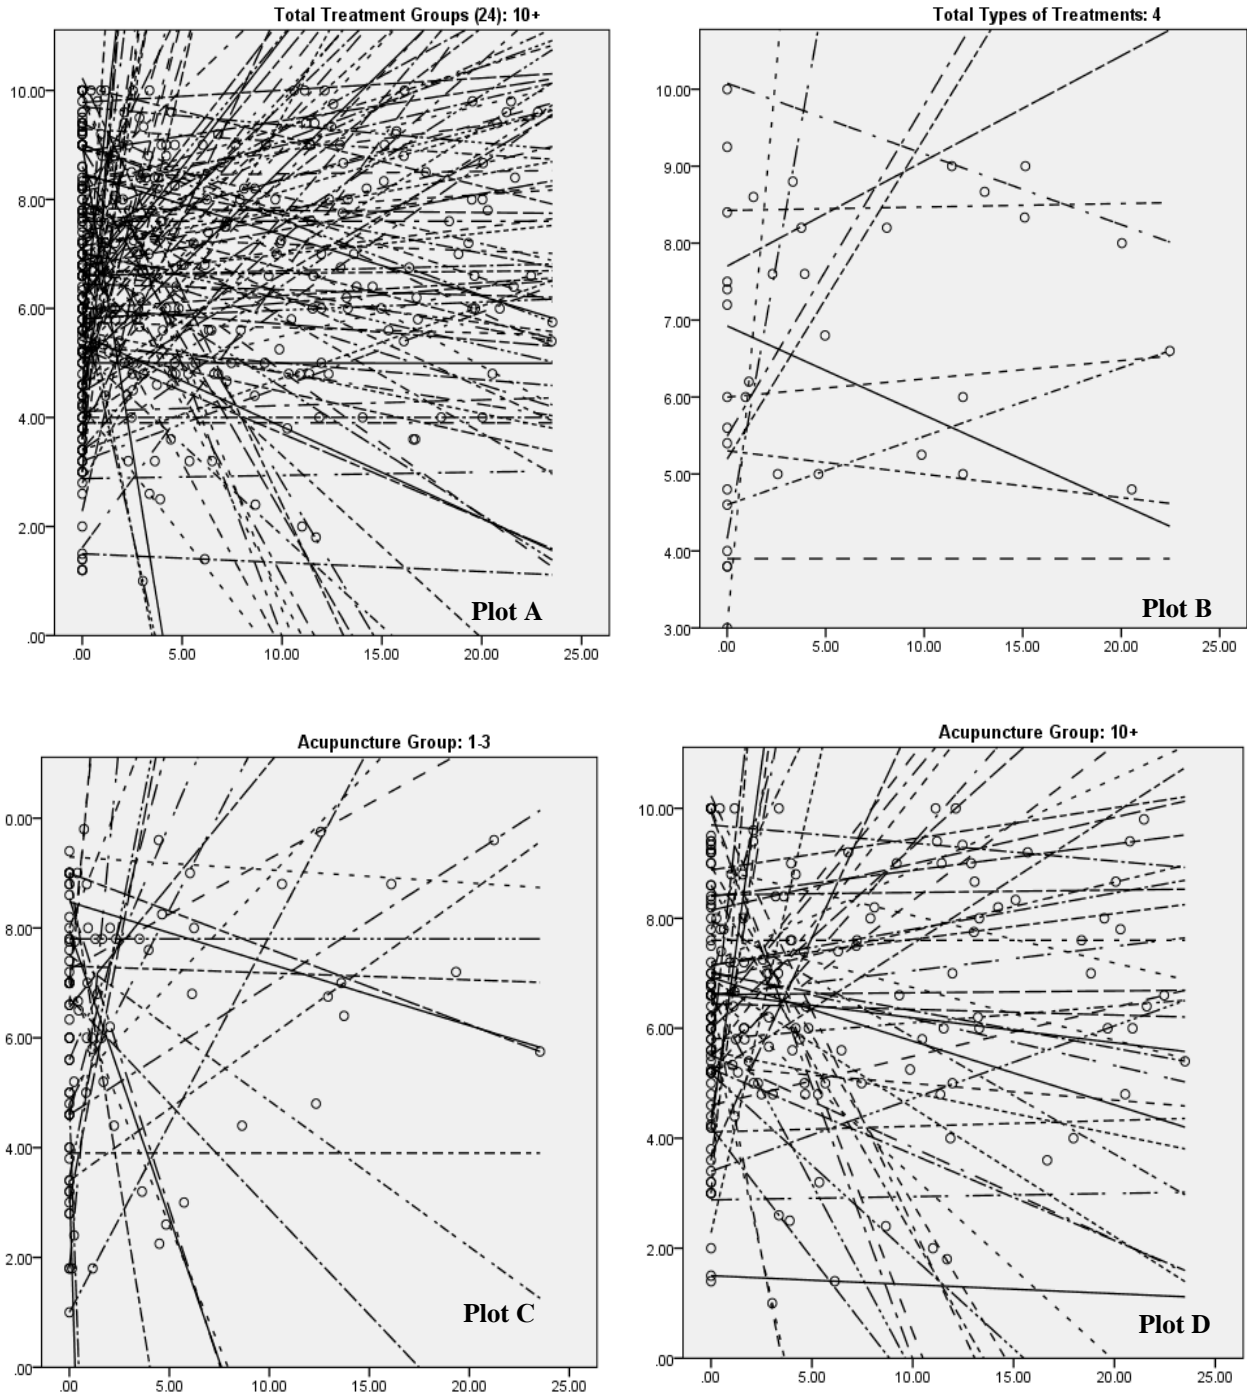 Total Treatment Groups (24): 10+
10.00
8.00
6.00
4.00
2.00
.00
.00 5.00 10.00 15.00 20.00 25.00
Plot A
Total Types of Treatments: 4
10.00
9.00
8.00
7.00
6.00
5.00
4.00
3.00
.00 5.00 10.00 15.00 20.00 25.00
Plot B
Acupuncture Group: 1-3
0.00
8.00
6.00
4.00
2.00
.00
.00 5.00 10.00 15.00 20.00 25.00
Plot C
Acupuncture Group: 10+
10.00
8.00
6.00
4.00
2.00
.00
.00 5.00 10.00 15.00 20.00 25.00
Plot D